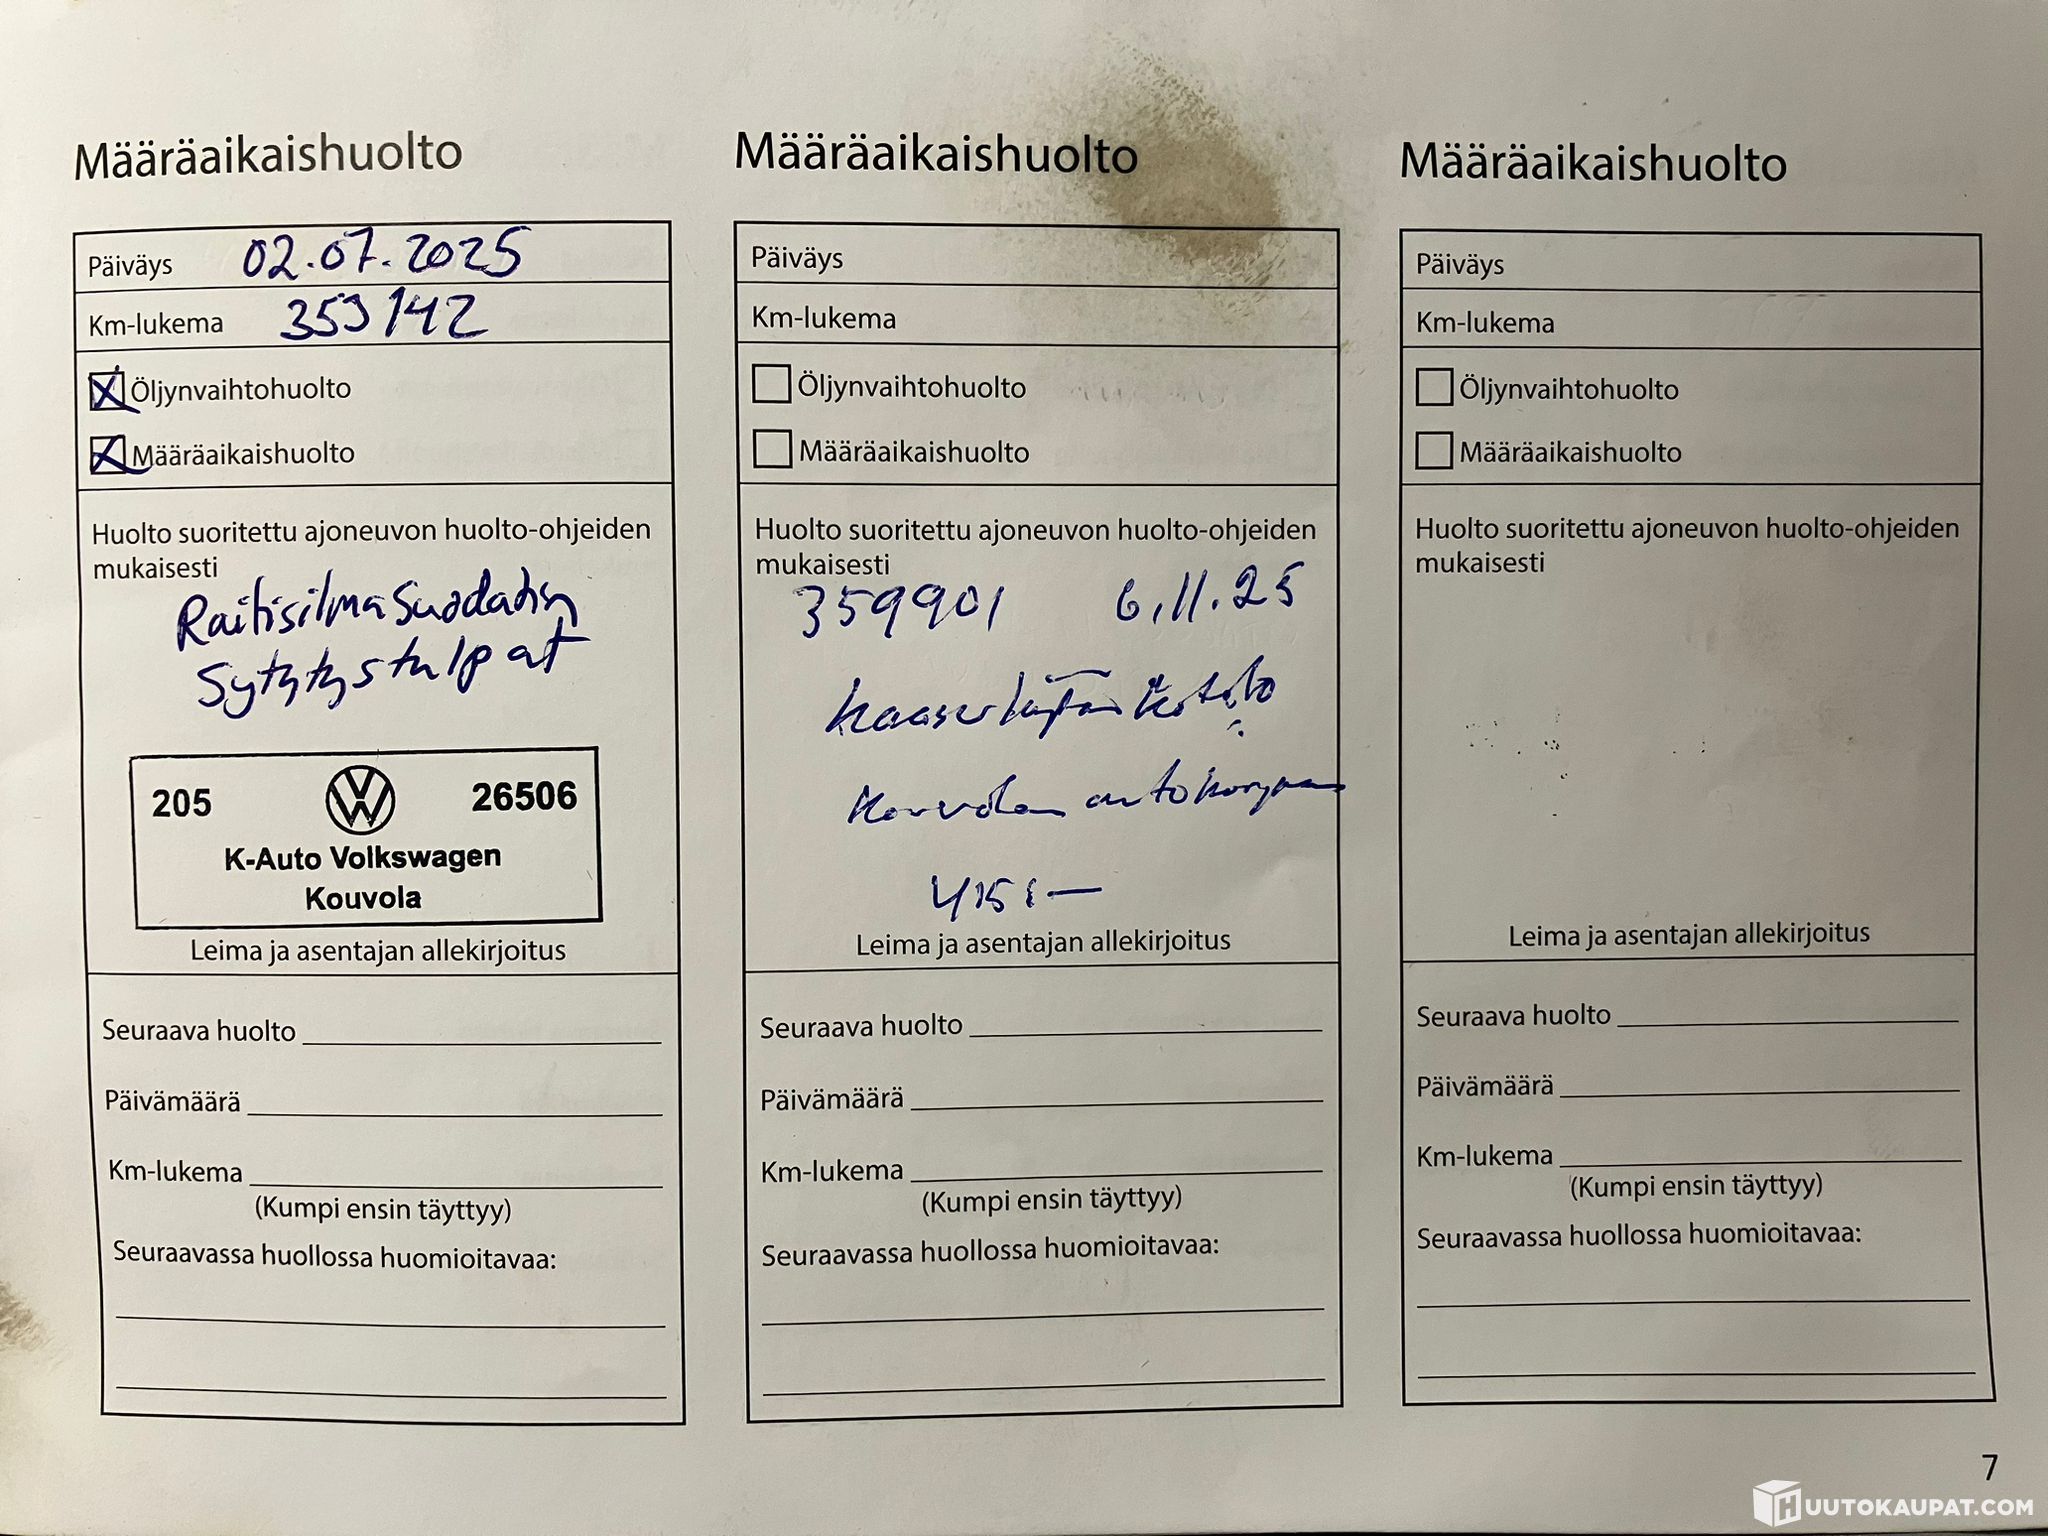 Määräaikaishuolto
Päiväys 02.07.2025
Km-lukema 353142
Öljynvaihtohuolto
Määräaikaishuolto
Huolto suoritettu ajoneuvon huolto-ohjeiden
mukaisesti
Raitisilmasuodatin
Sytytystulpat
205 26506
K-Auto Volkswagen
Kouvola
Leima ja asentajan allekirjoitus
Seuraava huolto
Päivämäärä
Km-lukema
(Kumpi ensin täyttyy)
Seuraavassa huollossa huomioitavaa:
Määräaikaishuolto
Päiväys
Km-lukema
Öljynvaihtohuolto
Määräaikaishuolto
Huolto suoritettu ajoneuvon huolto-ohjeiden
mukaisesti
359901 6.11.25
Kouvolan
Leima ja asentajan allekirjoitus
Seuraava huolto
Päivämäärä
Km-lukema
(Kumpi ensin täyttyy)
Seuraavassa huollossa huomioitavaa:
Määräaikaishuolto
Päiväys
Km-lukema
Öljynvaihtohuolto
Määräaikaishuolto
Huolto suoritettu ajoneuvon huolto-ohjeiden
mukaisesti
Leima ja asentajan allekirjoitus
Seuraava huolto
Päivämäärä
Km-lukema
(Kumpi ensin täyttyy)
Seuraavassa huollossa huomioitavaa:
7
HUUTOKAUPAT.COM